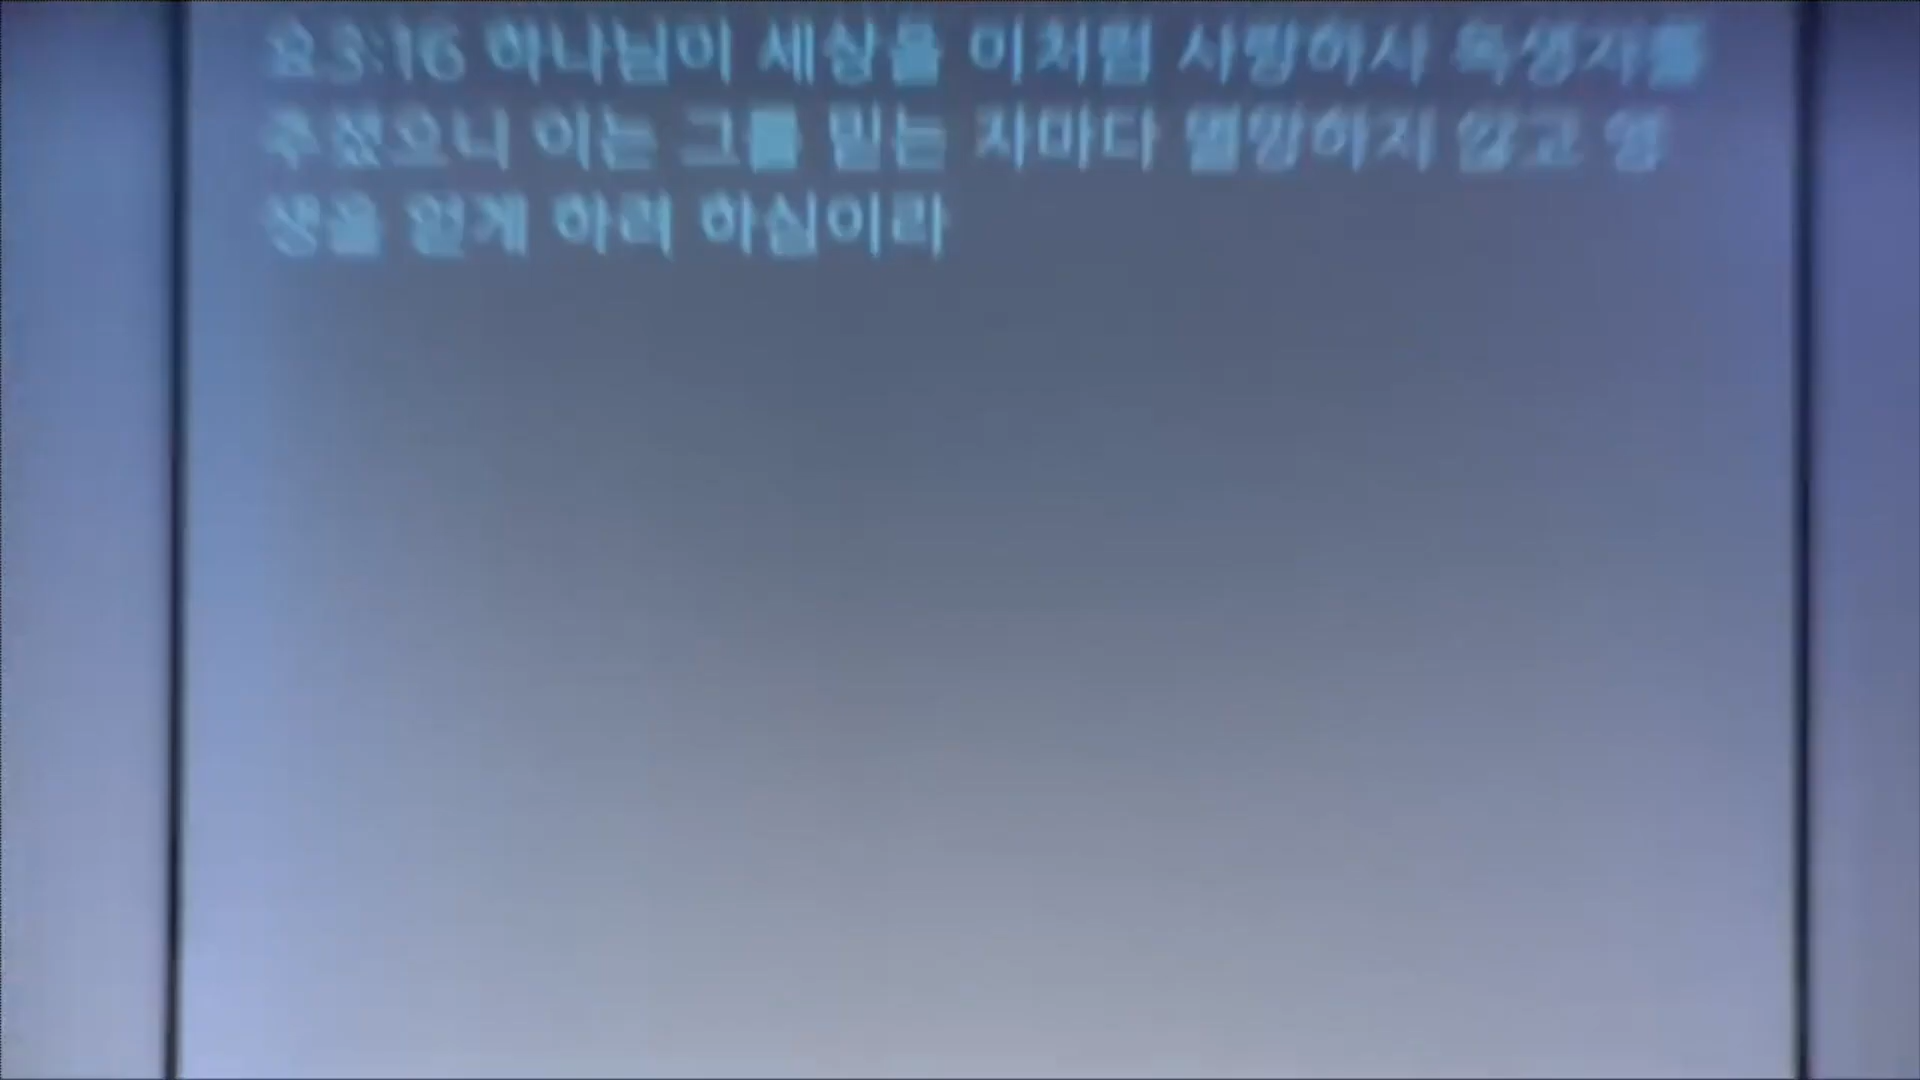 요3:16 하나님이 세상을 이처럼 사랑하사 독생자를
주셨으니 이는 그를 믿는 자마다 멸망하지 않고 영
생을 얻게 하려 하심이라